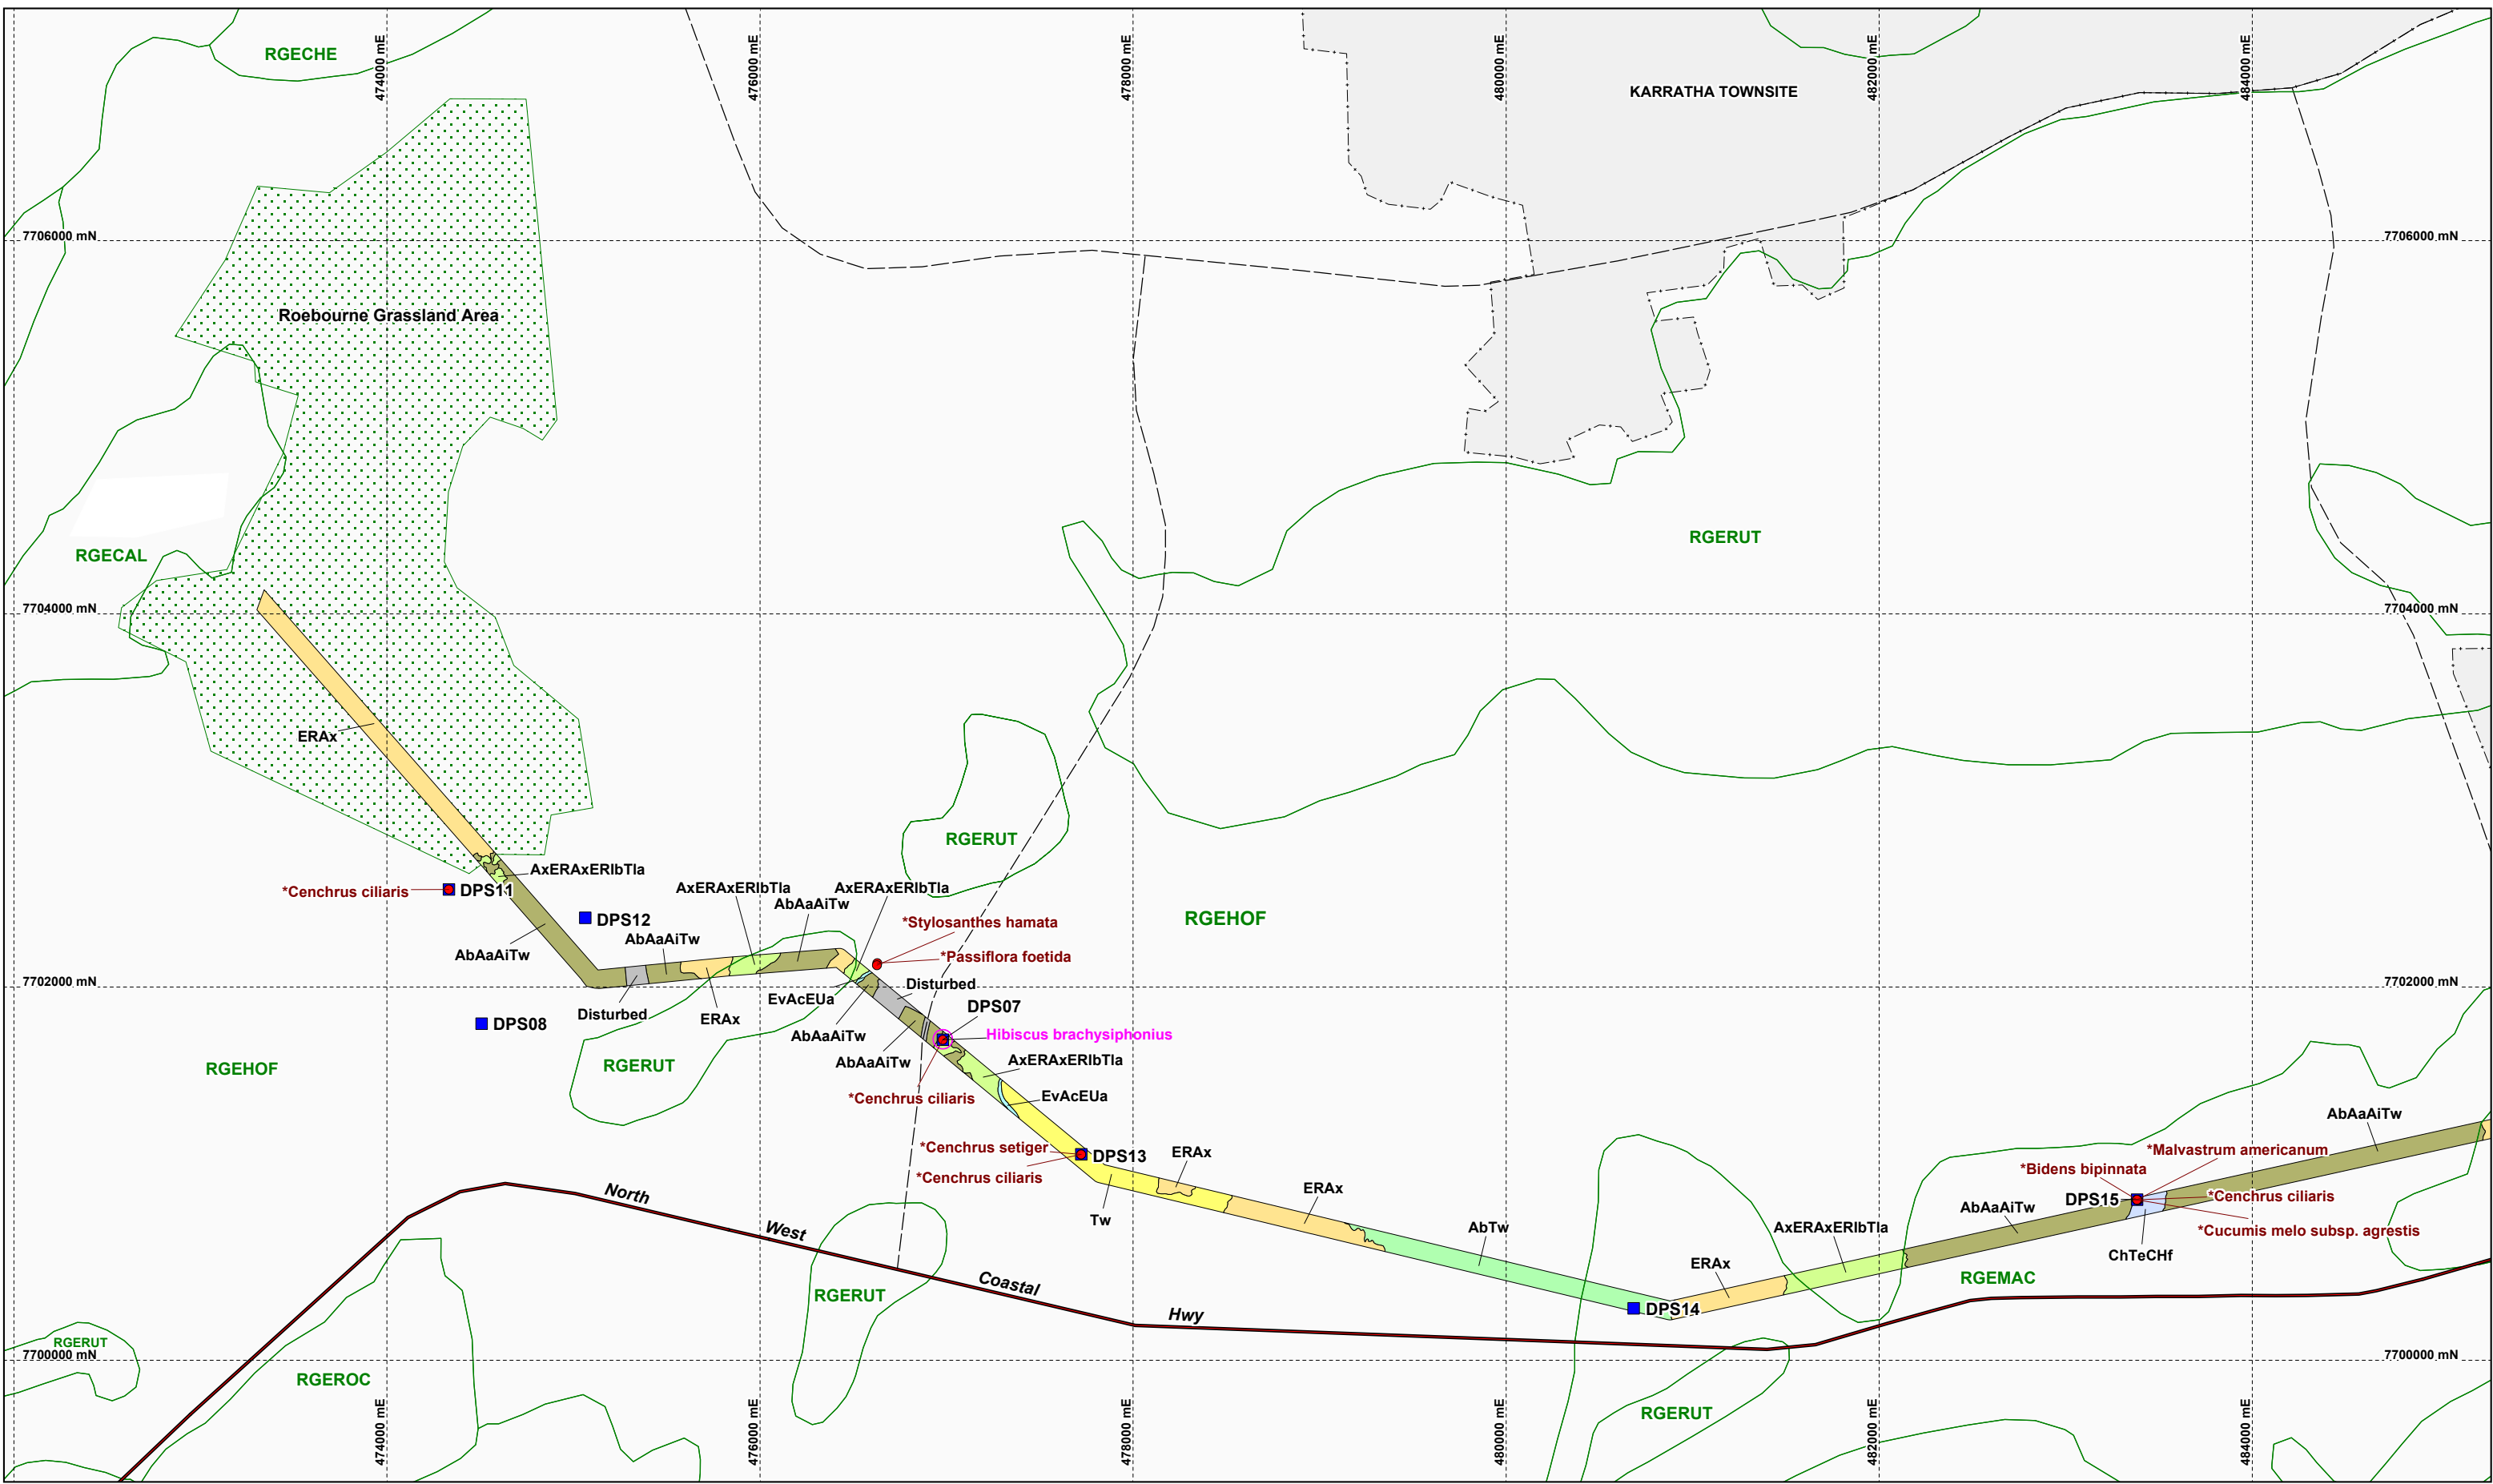 474000 mE
476000 mE
478000 mE
480000 mE
482000 mE
484000 mE
RGECHE
KARRATHA TOWNSITE
7706000 mN
7706000 mN
Roebourne Grassland Area
RGERUT
RGECAL
7704000 mN
7704000 mN
ERAx
RGERUT
AxERAxERIbTla
*Cenchrus ciliaris
DPS11
AxERAxERIbTla
AxERAxERIbTla
AbAaAiTw
DPS12
*Stylosanthes hamata
RGEHOF
AbAaAiTw
AbAaAiTw
*Passiflora foetida
7702000 mN
7702000 mN
Disturbed
EvAcEUa
DPS07
Disturbed
ERAx
DPS08
AbAaAiTw
Hibiscus brachysiphonius
AbAaAiTw
AxERAxERIbTla
RGEHOF
RGERUT
*Cenchrus ciliaris
EvAcEUa
AbAaAiTw
*Cenchrus setiger
DPS13
ERAx
*Malvastrum americanum
*Bidens bipinnata
*Cenchrus ciliaris
ERAx
DPS15
*Cenchrus ciliaris
North
Tw
AbTw
AxERAxERIbTla
AbAaAiTw
*Cucumis melo subsp. agrestis
West
ChTeCHf
ERAx
RGEMAC
Coastal
RGERUT
Hwy
DPS14
RGERUT
7700000 mN
7700000 mN
RGEROC
RGERUT
474000 mE
476000 mE
478000 mE
480000 mE
482000 mE
484000 mE